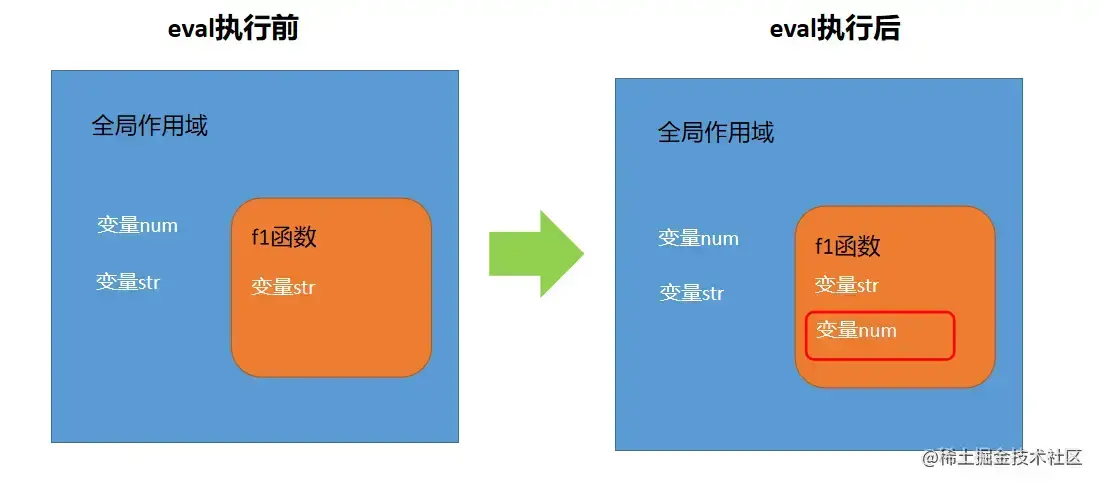 eval执行前
全局作用域
变量num
变量str
f1函数
变量str
eval执行后
全局作用域
变量num
变量str
f1函数
变量str
变量num
@稀土掘金技术社区